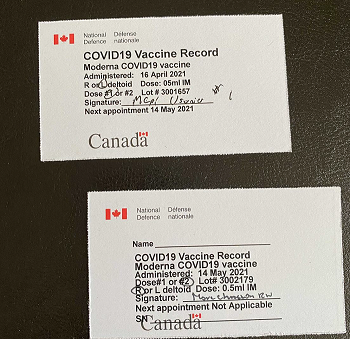 National Défense
Defence nationale
COVID19 Vaccine Record
Moderna COVID19 vaccine
Administered: 16 April 2021
R or L deltoid Dose: 05ml IM
Dose #1 or #2 Lot # 3001657
Signature: MCpl
Next appointment 14 May 2021
Canada
National Défense
Defence nationale
Name
COVID19 Vaccine Record
Moderna COVID19 vaccine
Administered: 14 May 2021
Dose#1 or #2 Lot# 3002179
R or L deltoid Dose: 0.5ml IM
Signature:
Next appointment Not Applicable
SN
Canada